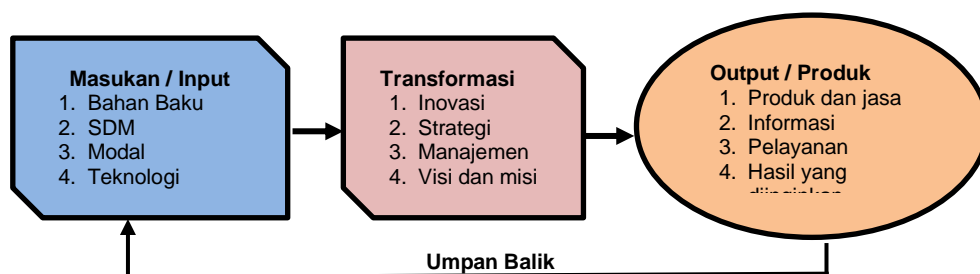 Masukan / Input
1. Bahan Baku
2. SDM
3. Modal
4. Teknologi
Transformasi
1. Inovasi
2. Strategi
3. Manajemen
4. Visi dan misi
Output / Produk
1. Produk dan jasa
2. Informasi
3. Pelayanan
4. Hasil yang
Umpan Balik